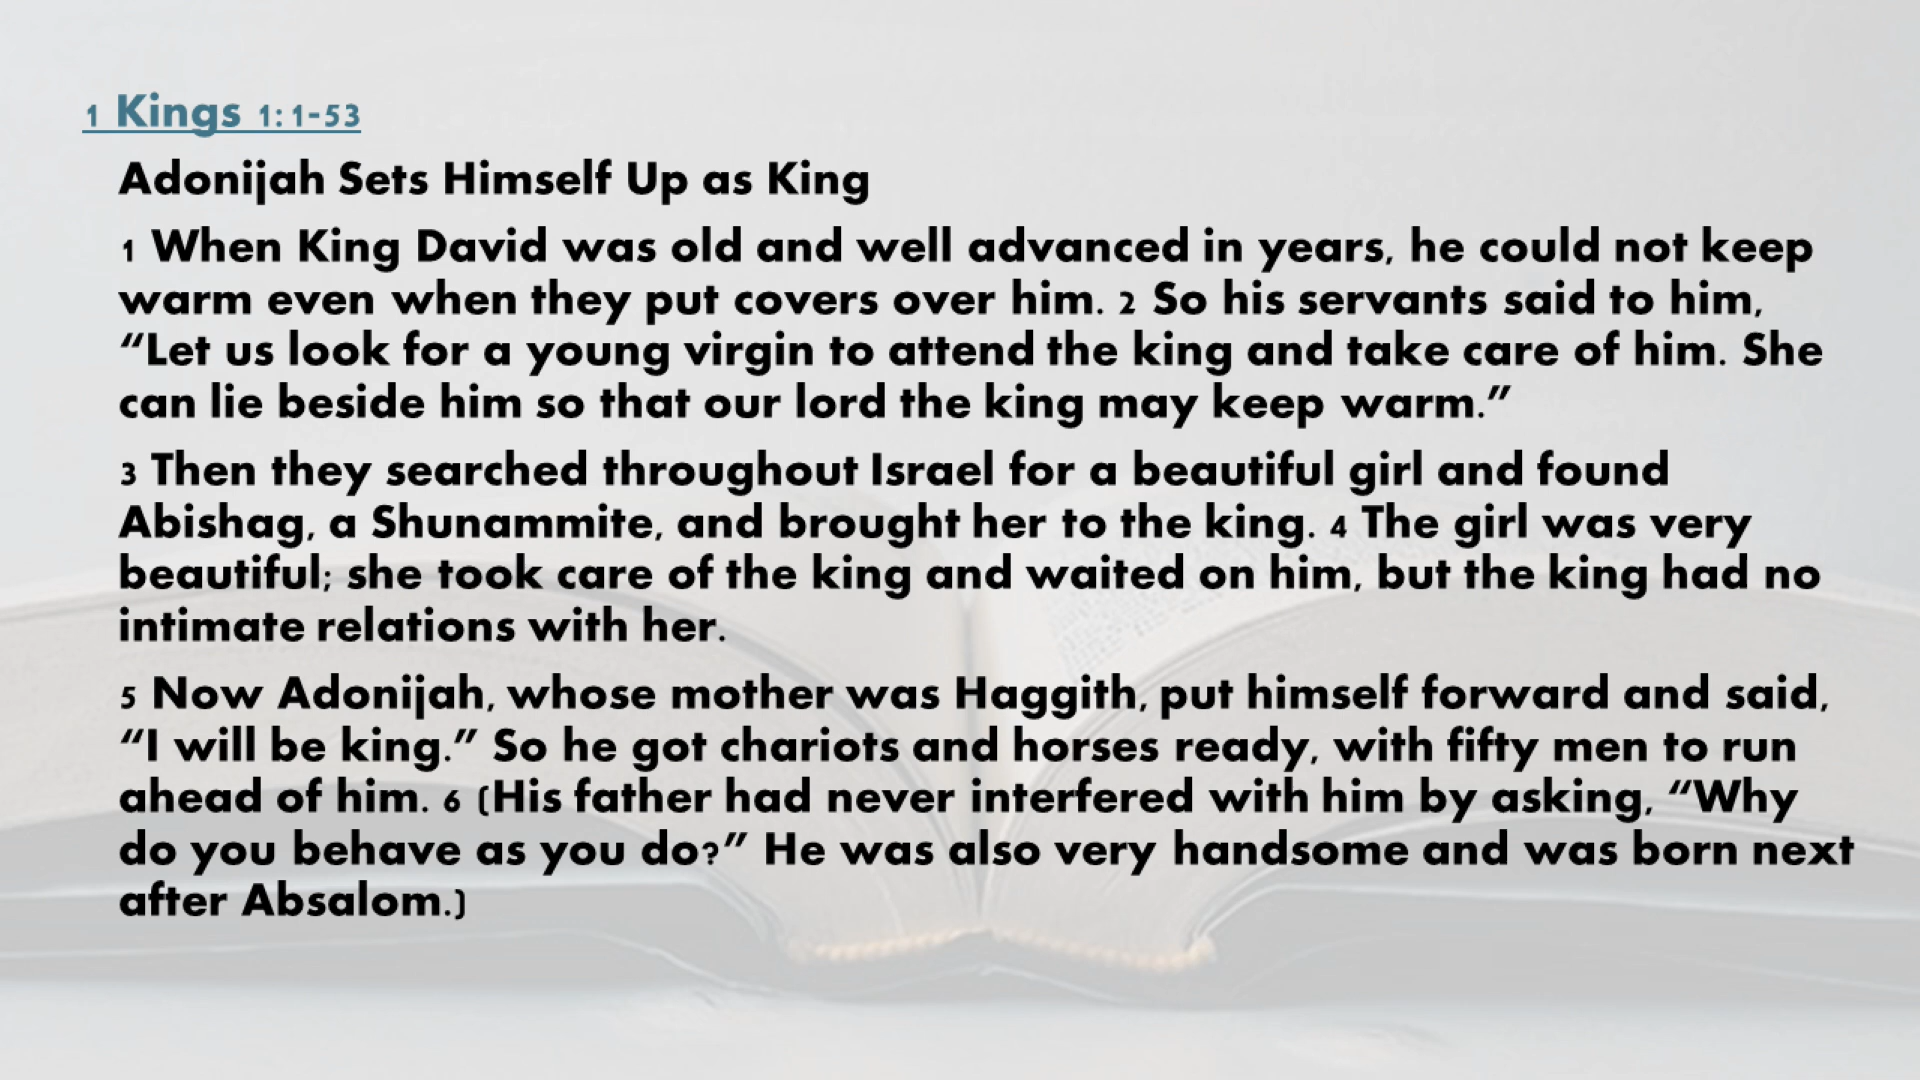 1 Kings 1:1-53
Adonijah Sets Himself Up as King
1 When King David was old and well advanced in years, he could not keep
warm even when they put covers over him. 2 So his servants said to him,
“Let us look for a young virgin to attend the king and take care of him. She
can lie beside him so that our lord the king may keep warm.”
3 Then they searched throughout Israel for a beautiful girl and found
Abishag, a Shunammite, and brought her to the king. 4 The girl was very
beautiful; she took care of the king and waited on him, but the king had no
intimate relations with her.
5 Now Adonijah, whose mother was Haggith, put himself forward and said,
“I will be king.” So he got chariots and horses ready, with fifty men to run
ahead of him. 6 (His father had never interfered with him by asking, “Why
do you behave as you do?” He was also very handsome and was born next
after Absalom.)